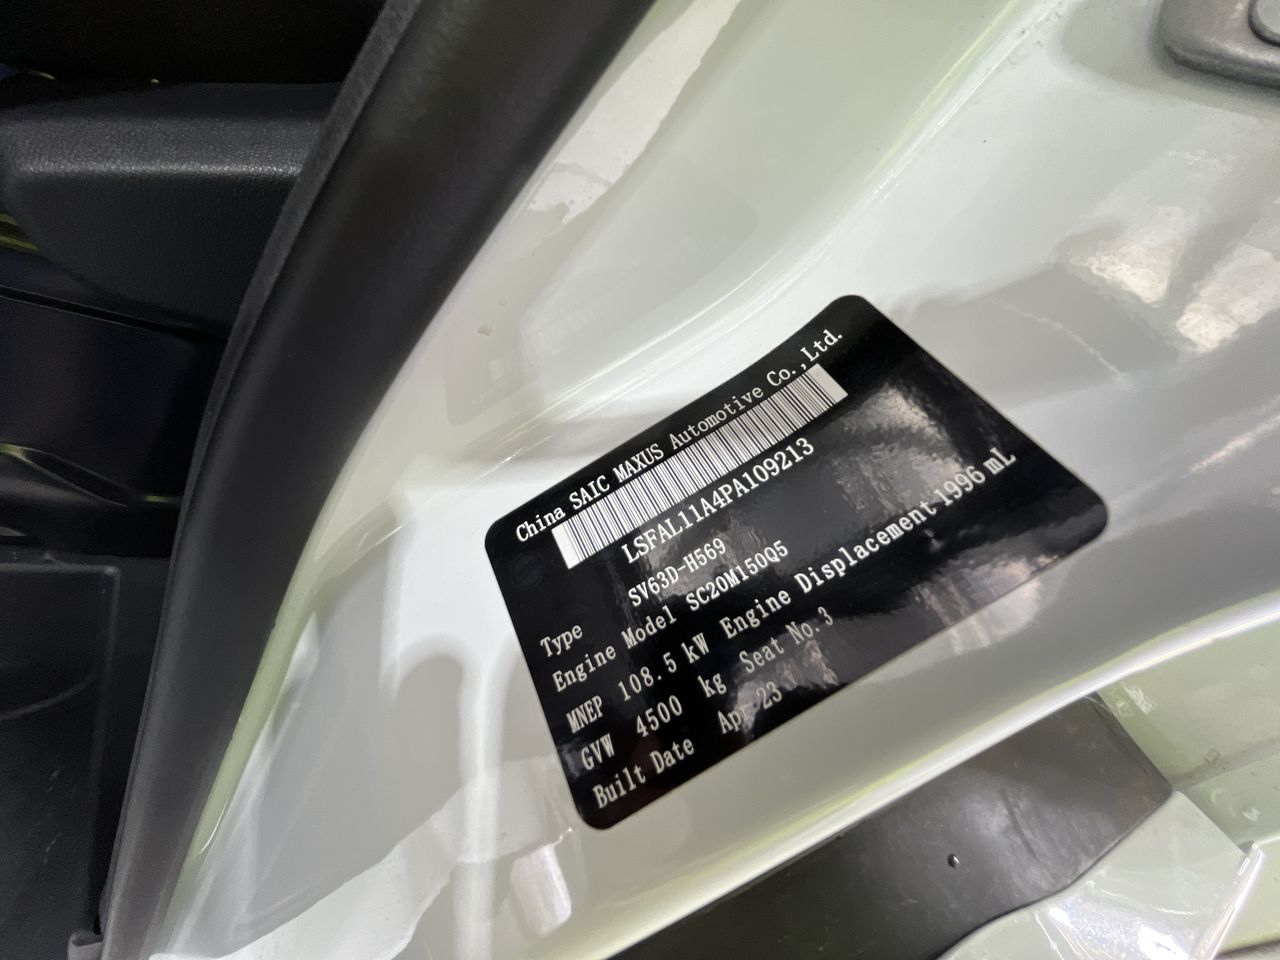 China SAIC MAXUS Automotive Co.,Ltd.
LSFAL11A4PA109213
Type SV63D-H569
Engine Model SC20M150Q5
MNEP 108.5 kW Engine Displacement 1996 mL
GVW 4500 kg Seat No.3
Built Date Apr 23